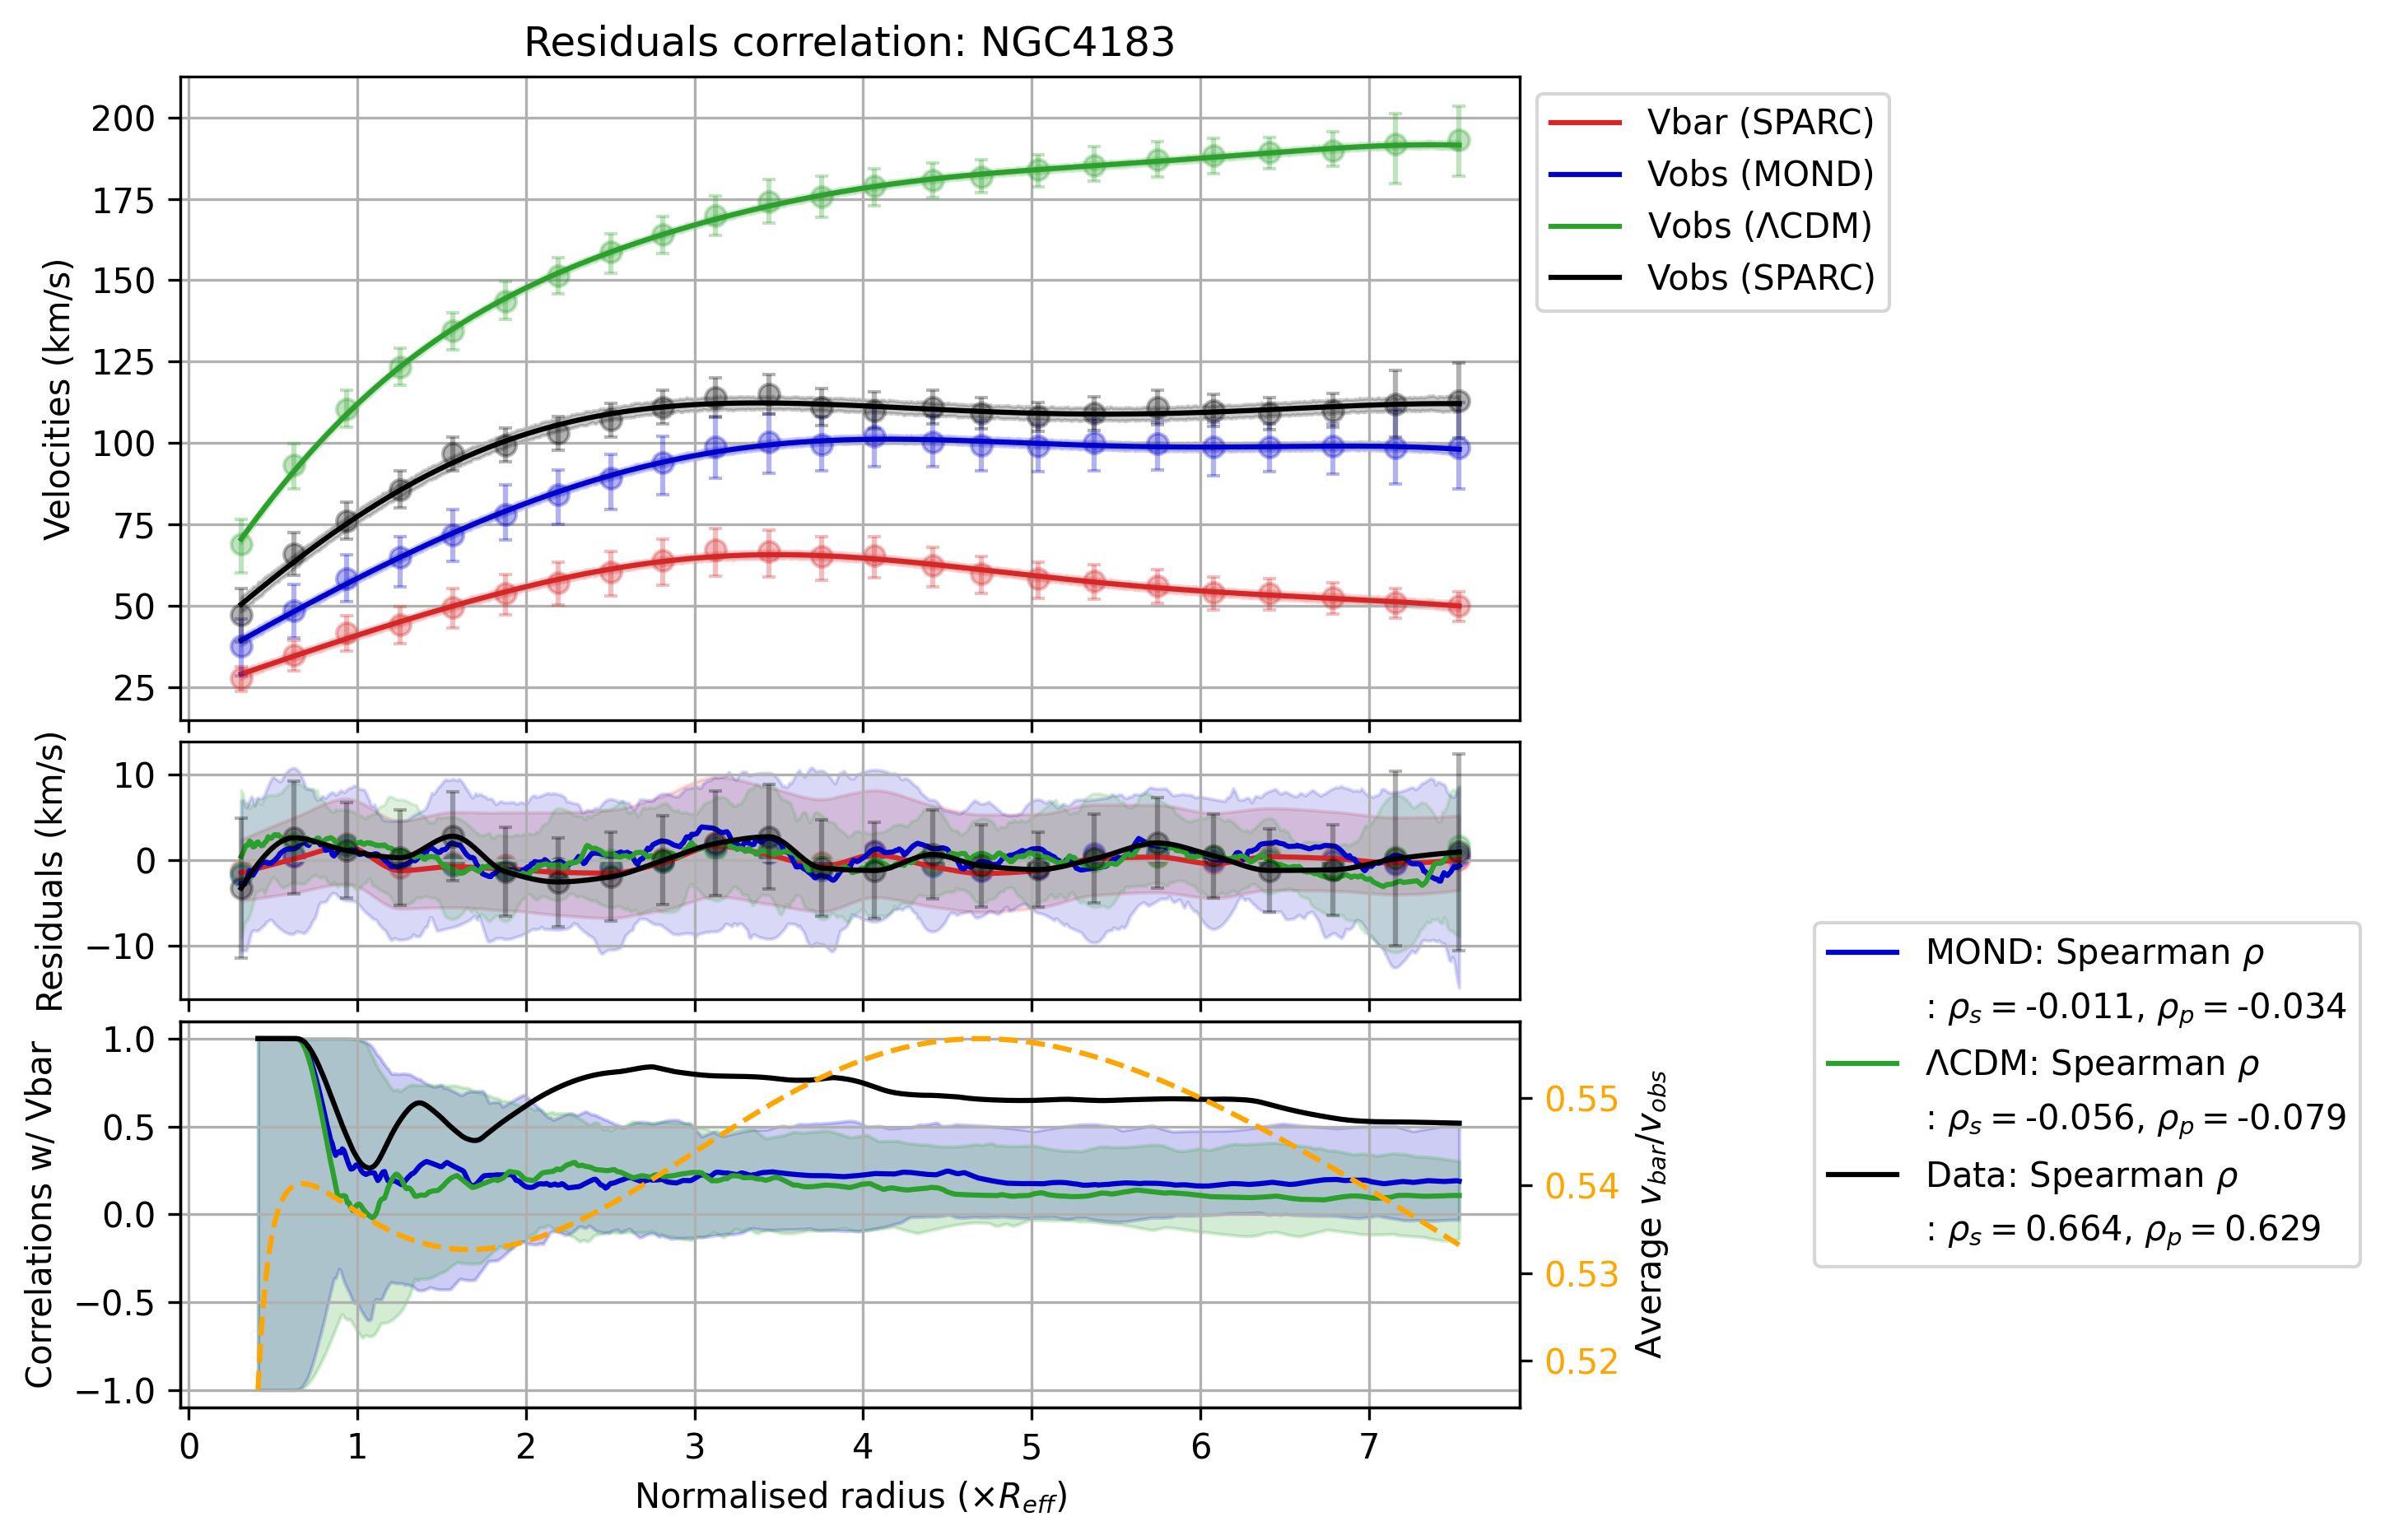 Residuals correlation: NGC4183
Velocities (km/s)
200
175
150
125
100
75
50
25
Vbar (SPARC)
Vobs (MOND)
Vobs (ΛCDM)
Vobs (SPARC)
Residuals (km/s)
10
0
−10
Correlations w/ Vbar
1.0
0.5
0.0
−0.5
−1.0
0.55
0.54
0.53
0.52
Average v_bar/v_obs
MOND: Spearman ρ
: ρ_s = -0.011, ρ_p = -0.034
ΛCDM: Spearman ρ
: ρ_s = -0.056, ρ_p = -0.079
Data: Spearman ρ
: ρ_s = 0.664, ρ_p = 0.629
0 1 2 3 4 5 6 7
Normalised radius (×R_eff)